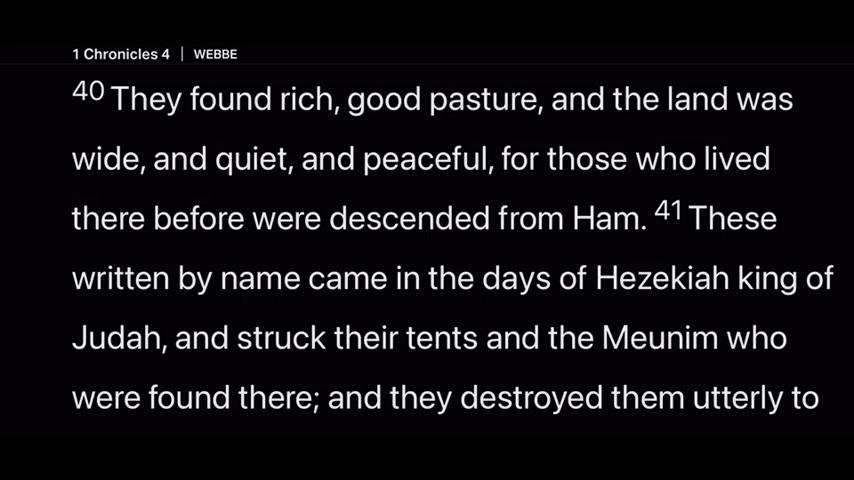 1 Chronicles 4 | WEBBE
40 They found rich, good pasture, and the land was
wide, and quiet, and peaceful, for those who lived
there before were descended from Ham. 41 These
written by name came in the days of Hezekiah king of
Judah, and struck their tents and the Meunim who
were found there; and they destroyed them utterly to